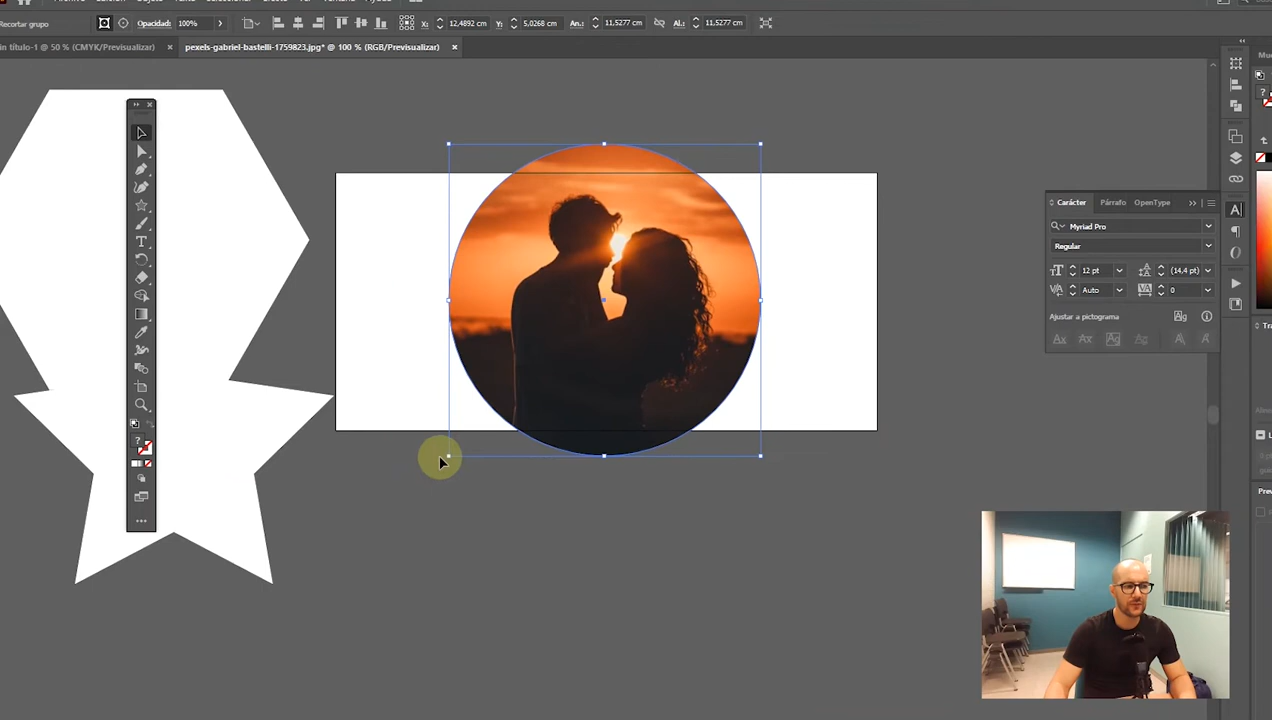 Recortar grupo
Opacidad: 100%
X: 12,4892 cm
Y: 5,0268 cm
An.: 11,5277 cm
Al.: 11,5277 cm
in título-1 @ 50 % (CMYK/Previsualizar) ×
pexels-gabriel-bastelli-1759823.jpg* @ 100 % (RGB/Previsualizar) ×
Carácter Párrafo OpenType
Myriad Pro
Regular
12 pt (14,4 pt)
Auto 0
Ajustar a pictograma